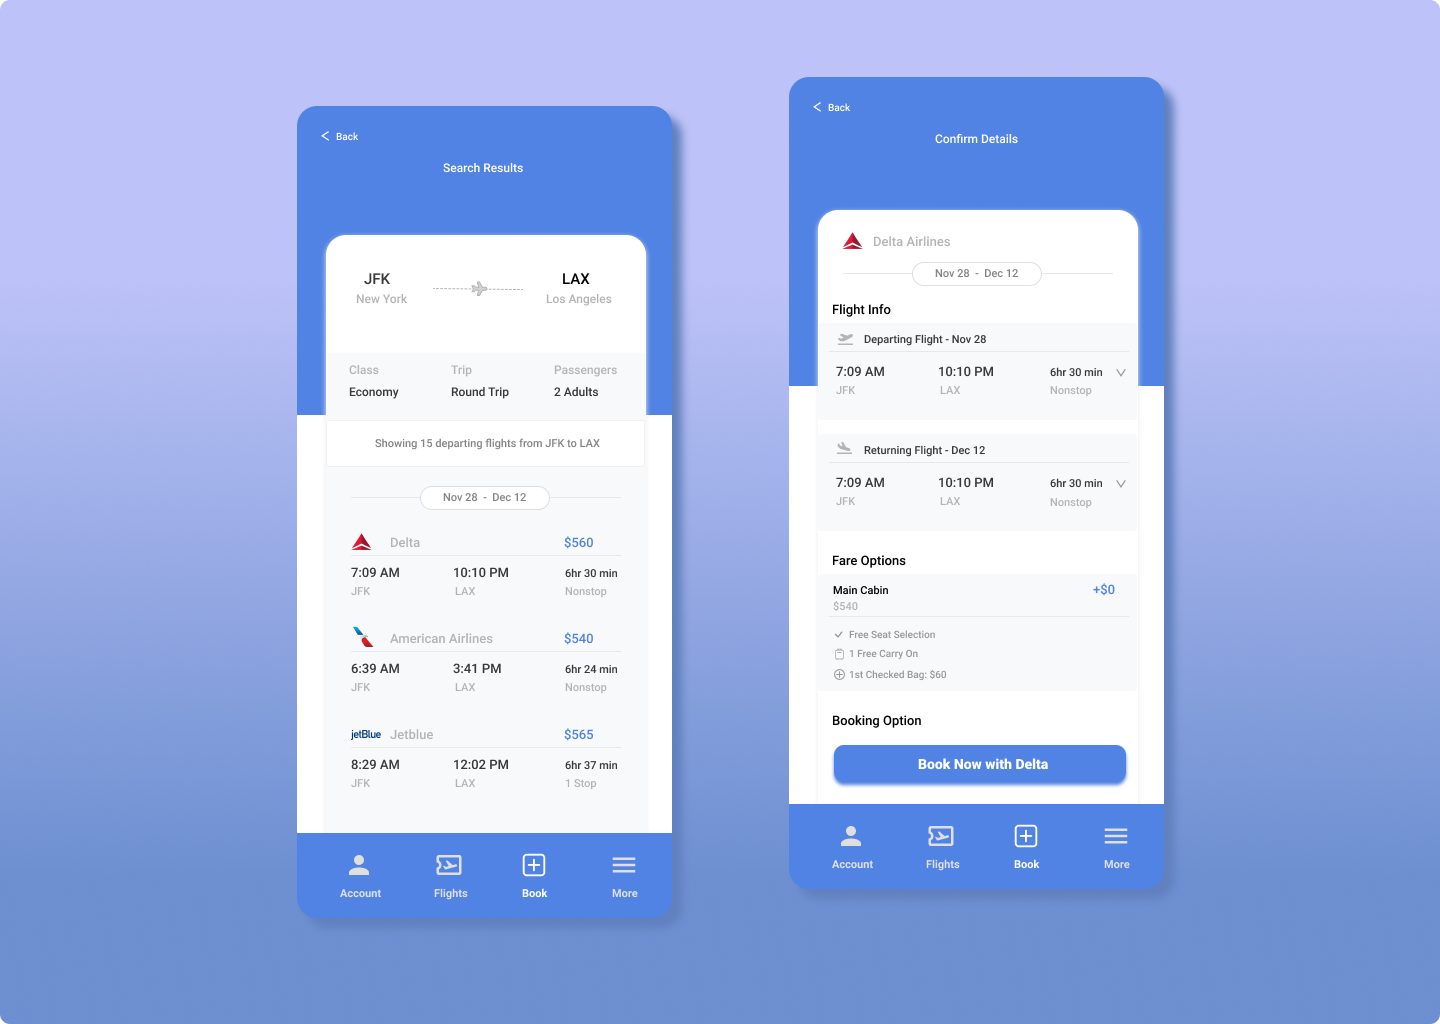 Back
Search Results
JFK LAX
New York Los Angeles
Class Trip Passengers
Economy Round Trip 2 Adults
Showing 15 departing flights from JFK to LAX
Nov 28 - Dec 12
Delta $560
7:09 AM 10:10 PM 6hr 30 min
JFK LAX Nonstop
American Airlines $540
6:39 AM 3:41 PM 6hr 24 min
JFK LAX Nonstop
jetBlue Jetblue $565
8:29 AM 12:02 PM 6hr 37 min
JFK LAX 1 Stop
Account Flights Book More
Back
Confirm Details
Delta Airlines
Nov 28 - Dec 12
Flight Info
Departing Flight - Nov 28
7:09 AM 10:10 PM 6hr 30 min
JFK LAX Nonstop
Returning Flight - Dec 12
7:09 AM 10:10 PM 6hr 30 min
JFK LAX Nonstop
Fare Options
Main Cabin +$0
$540
Free Seat Selection
1 Free Carry On
1st Checked Bag: $60
Booking Option
Book Now with Delta
Account Flights Book More